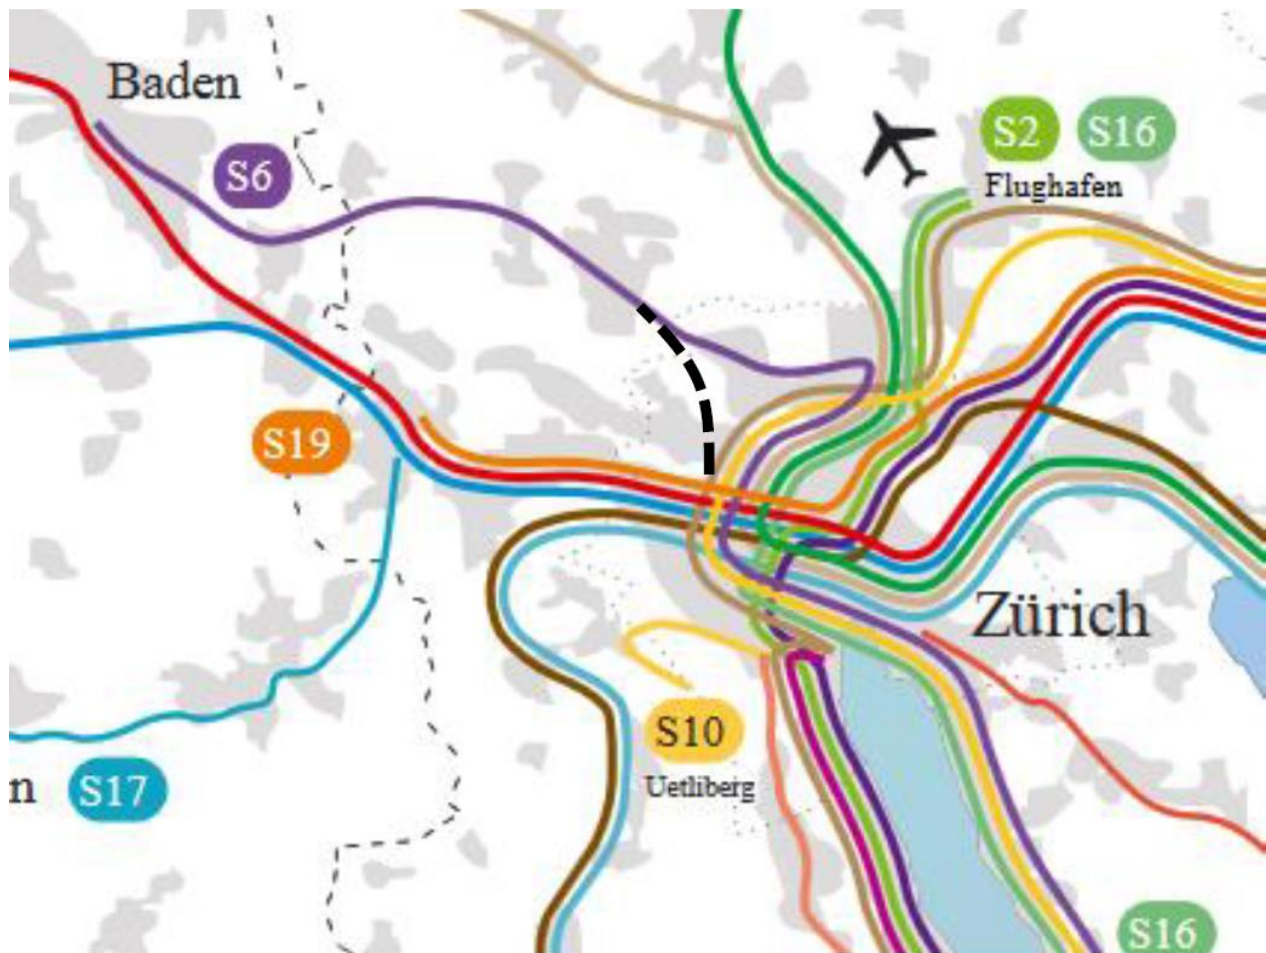 Baden
S2 S16
Flughafen
S6
S19
Zürich
S10
Uetliberg
n S17
S16